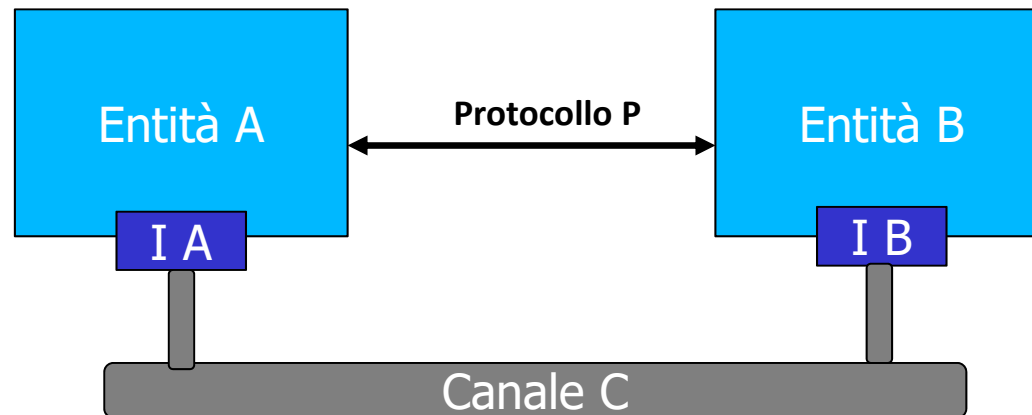 Entità A
Protocollo P
Entità B
I A
I B
Canale C